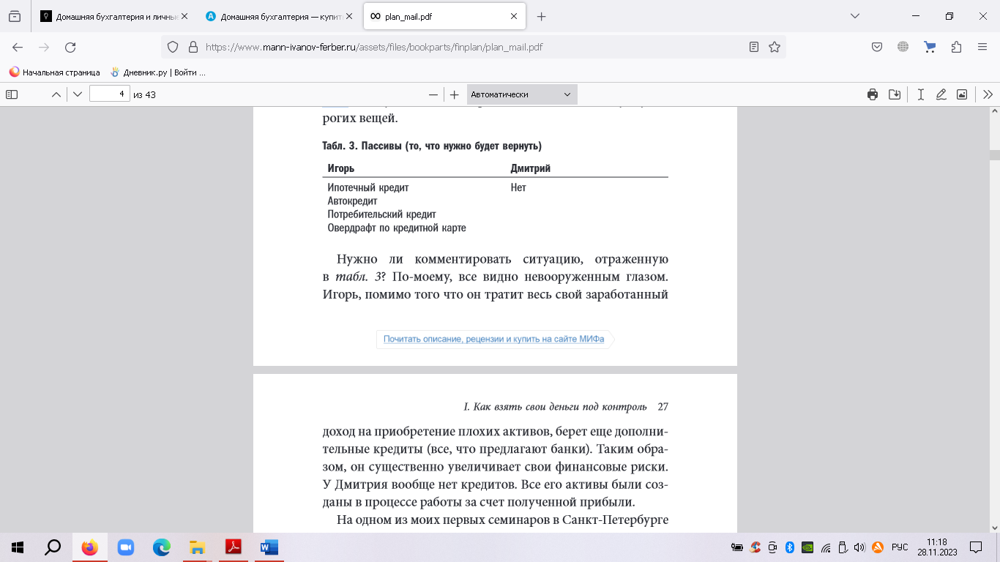 Домашняя бухгалтерия и личны
Домашняя бухгалтерия — купит
plan_mail.pdf
https://www.mann-ivanov-ferber.ru/assets/files/bookparts/finplan/plan_mail.pdf
Начальная страница
Дневник.ру | Войти ...
4 из 43
Автоматически
рогих вещей.
Табл. 3. Пассивы (то, что нужно будет вернуть)
Игорь Дмитрий
Ипотечный кредит Нет
Автокредит
Потребительский кредит
Овердрафт по кредитной карте
Нужно ли комментировать ситуацию, отраженную
в табл. 3? По-моему, все видно невооруженным глазом.
Игорь, помимо того что он тратит весь свой заработанный
Почитать описание, рецензии и купить на сайте МИФа
I. Как взять свои деньги под контроль 27
доход на приобретение плохих активов, берет еще дополни-
тельные кредиты (все, что предлагают банки). Таким обра-
зом, он существенно увеличивает свои финансовые риски.
У Дмитрия вообще нет кредитов. Все его активы были соз-
даны в процессе работы за счет полученной прибыли.
На одном из моих первых семинаров в Санкт-Петербурге
РУС
11:18
28.11.2023